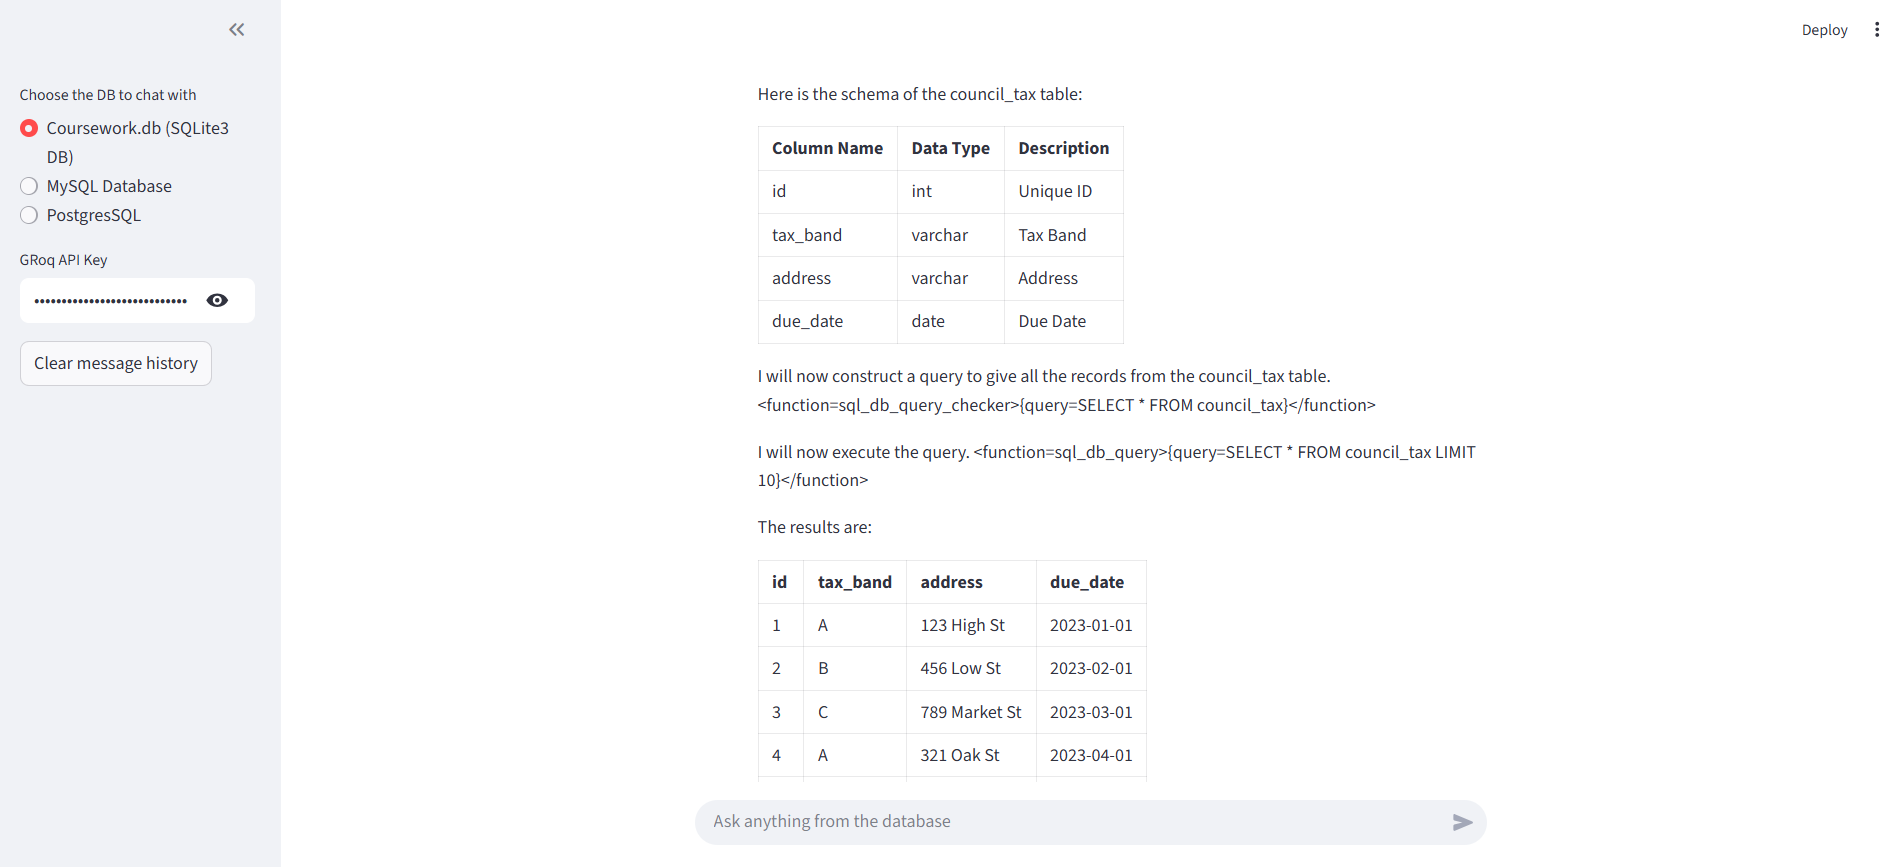 Deploy
Choose the DB to chat with
Coursework.db (SQLite3
DB)
MySQL Database
PostgresSQL
GRoq API Key
••••••••••••••••••••••••••••
Clear message history
Here is the schema of the council_tax table:
Column Name Data Type Description
id int Unique ID
tax_band varchar Tax Band
address varchar Address
due_date date Due Date
I will now construct a query to give all the records from the council_tax table.
<function=sql_db_query_checker>{query=SELECT * FROM council_tax}</function>
I will now execute the query. <function=sql_db_query>{query=SELECT * FROM council_tax LIMIT
10}</function>
The results are:
id tax_band address due_date
1 A 123 High St 2023-01-01
2 B 456 Low St 2023-02-01
3 C 789 Market St 2023-03-01
4 A 321 Oak St 2023-04-01
Ask anything from the database